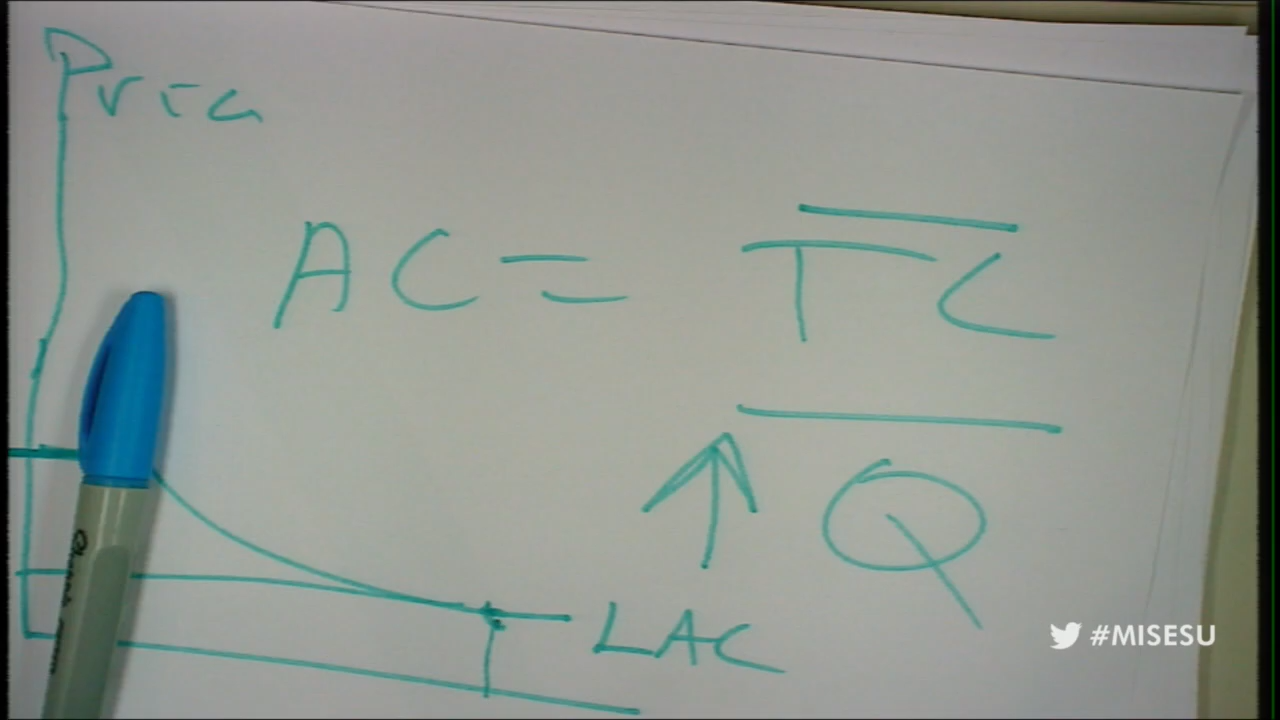 Price
AC = TC
Q
LAC
#MISESU